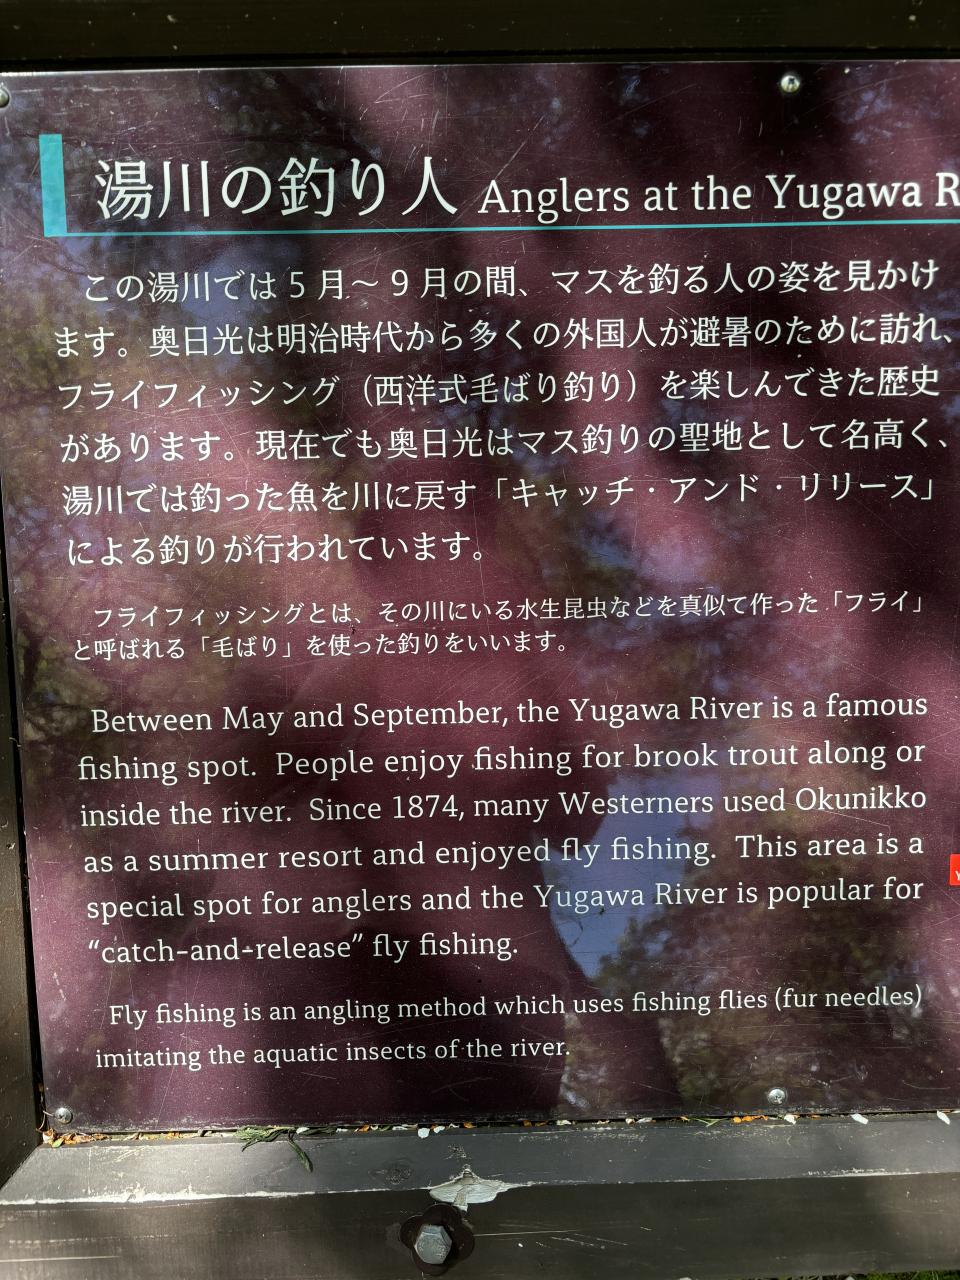 湯川の釣り人 Anglers at the Yugawa R
この湯川では５月～９月の間、マスを釣る人の姿を見かけ
ます。奥日光は明治時代から多くの外国人が避暑のために訪れ、
フライフィッシング（西洋式毛ばり釣り）を楽しんできた歴史
があります。現在でも奥日光はマス釣りの聖地として名高く、
湯川では釣った魚を川に戻す「キャッチ・アンド・リリース」
による釣りが行われています。
フライフィッシングとは、その川にいる水生昆虫などを真似て作った「フライ」
と呼ばれる「毛ばり」を使った釣りをいいます。
Between May and September, the Yugawa River is a famous
fishing spot. People enjoy fishing for brook trout along or
inside the river. Since 1874, many Westerners used Okunikko
as a summer resort and enjoyed fly fishing. This area is a
special spot for anglers and the Yugawa River is popular for
“catch-and-release” fly fishing.
Fly fishing is an angling method which uses fishing flies (fur needles)
imitating the aquatic insects of the river.